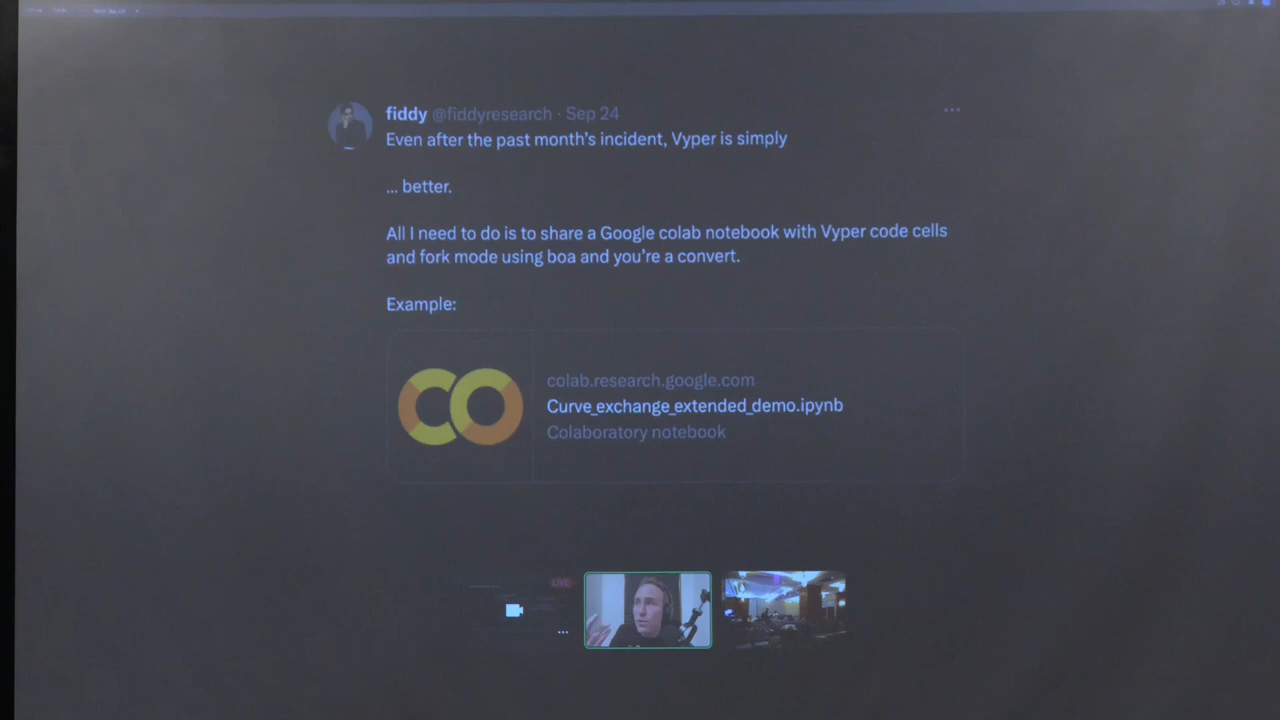 fiddy @fiddyresearch · Sep 24
Even after the past month's incident, Vyper is simply
... better.
All I need to do is to share a Google colab notebook with Vyper code cells
and fork mode using boa and you're a convert.
Example:
colab.research.google.com
Curve_exchange_extended_demo.ipynb
Colaboratory notebook
LIVE